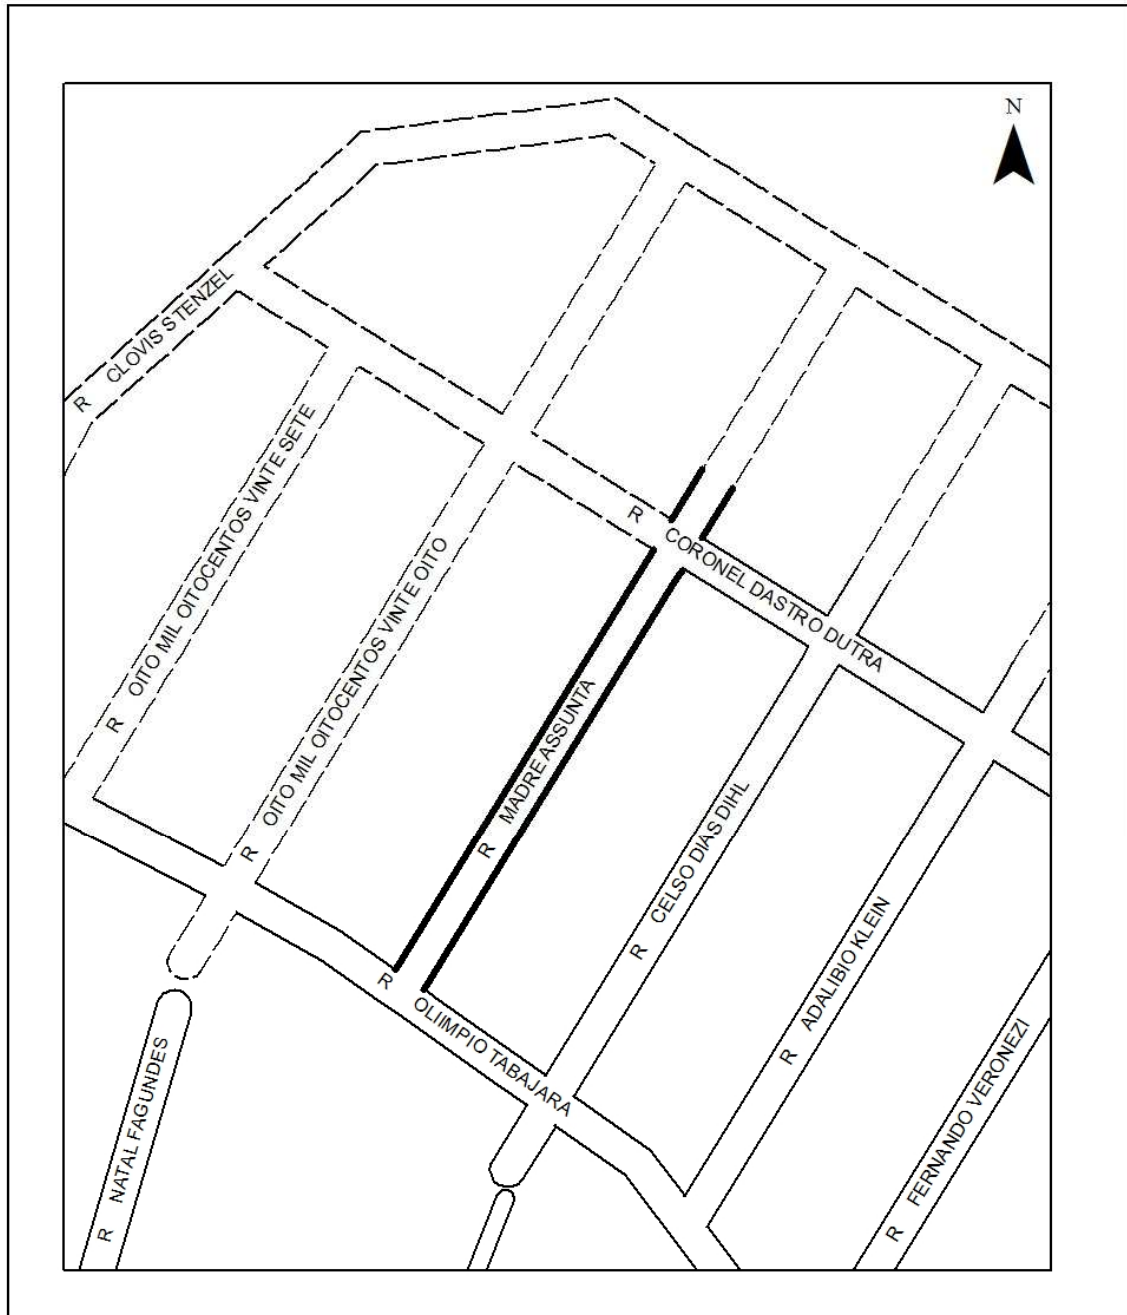 N
R CLOVIS STENZEL
R OITO MIL OITOCENTOS VINTE SETE
R OITO MIL OITOCENTOS VINTE OITO
R CORONEL DASTRO DUTRA
R MADRE ASSUNTA
R CELSO DIAS DIHL
R ADALIBIO KLEIN
R OLIIMPIO TABAJARA
R NATAL FAGUNDES
R FERNANDO VERONEZI